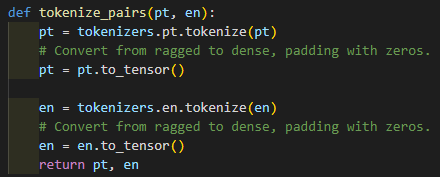 def tokenize_pairs(pt, en):
    pt = tokenizers.pt.tokenize(pt)
    # Convert from ragged to dense, padding with zeros.
    pt = pt.to_tensor()

    en = tokenizers.en.tokenize(en)
    # Convert from ragged to dense, padding with zeros.
    en = en.to_tensor()
    return pt, en